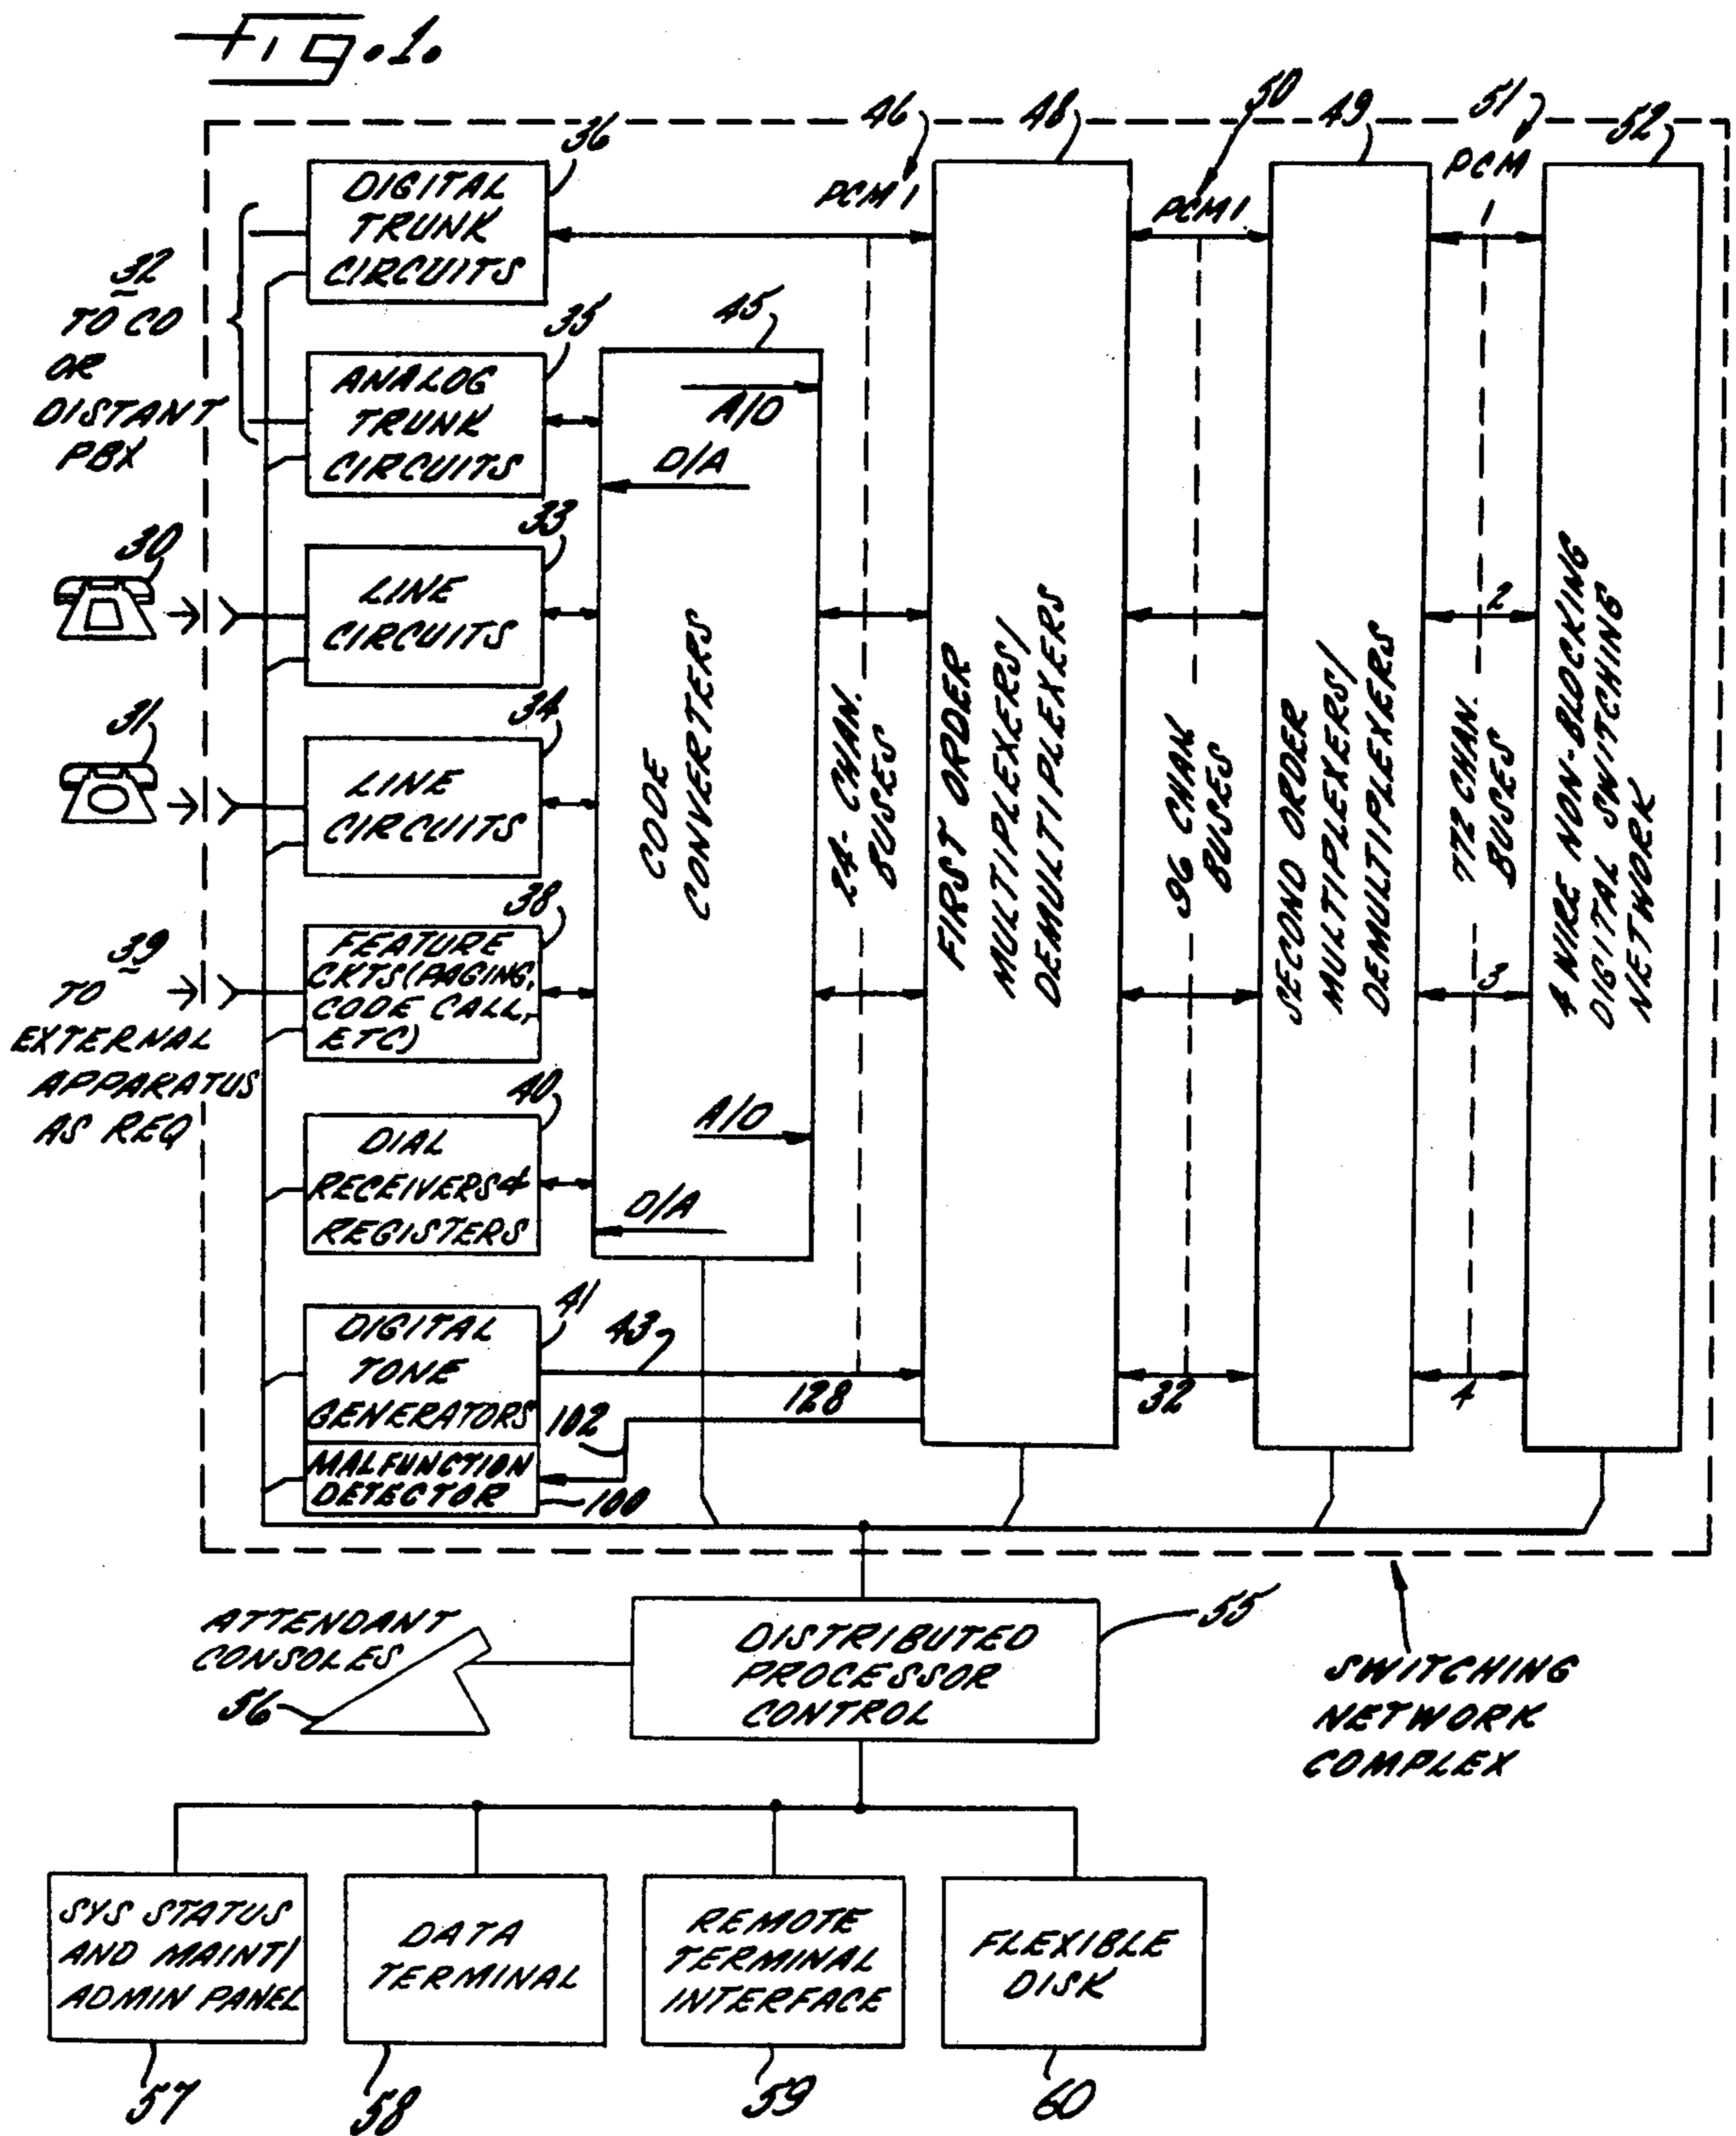 Fig. 1.
46
48
50
49
51
52
36
DIGITAL
TRUNK
CIRCUITS
PCM 1
PCM 1
PCM
1
32
TO CO
OR
DISTANT
PBX
35
ANALOG
TRUNK
CIRCUITS
45
A/D
D/A
30
33
LINE
CIRCUITS
2
31
34
LINE
CIRCUITS
CODE
CONVERTERS
24-CHAN.
BUSES
FIRST ORDER
MULTIPLEXERS/
DEMULTIPLEXERS
96 CHAN
BUSES
SECOND ORDER
MULTIPLEXERS/
DEMULTIPLEXERS
772 CHAN.
BUSES
4 WIRE NON-BLOCKING
DIGITAL SWITCHING
NETWORK
39
TO
EXTERNAL
APPARATUS
AS REQ
38
FEATURE
CKTS (PAGING,
CODE CALL,
ETC)
3
40
DIAL
RECEIVERS &
REGISTERS
A/D
D/A
41
DIGITAL
TONE
GENERATORS
43
128
32
4
102
MALFUNCTION
DETECTOR
100
ATTENDANT
CONSOLES
56
DISTRIBUTED
PROCESSOR
CONTROL
55
SWITCHING
NETWORK
COMPLEX
SYS STATUS
AND MAINT/
ADMIN PANEL
DATA
TERMINAL
REMOTE
TERMINAL
INTERFACE
FLEXIBLE
DISK
57
58
59
60